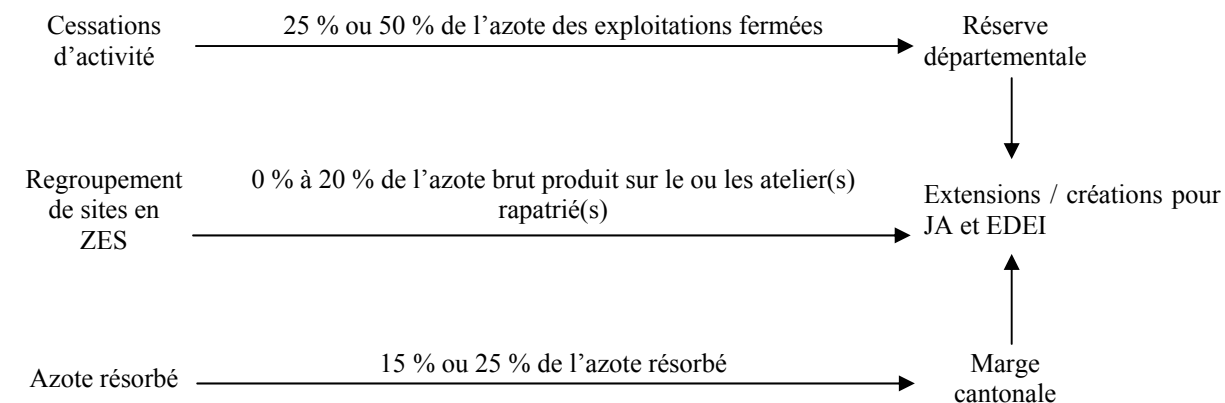 Cessations
d’activité
25 % ou 50 % de l’azote des exploitations fermées
Réserve
départementale
Regroupement
de sites en
ZES
0 % à 20 % de l’azote brut produit sur le ou les atelier(s)
rapatrié(s)
Extensions / créations pour
JA et EDEI
Azote résorbé
15 % ou 25 % de l’azote résorbé
Marge
cantonale